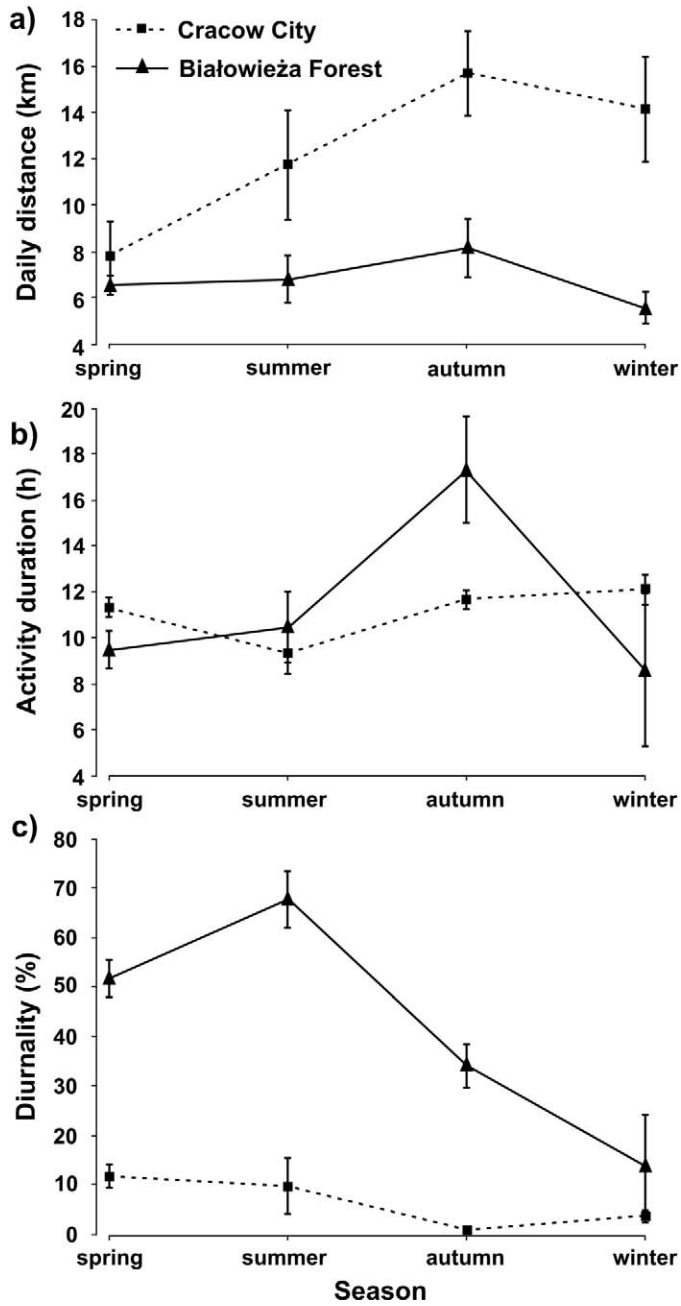 a)
Cracow City
Białowieża Forest
Daily distance (km)
18
16
14
12
10
8
6
4
spring summer autumn winter
b)
Activity duration (h)
20
18
16
14
12
10
8
6
4
spring summer autumn winter
c)
Diurnality (%)
80
70
60
50
40
30
20
10
0
spring summer autumn winter
Season